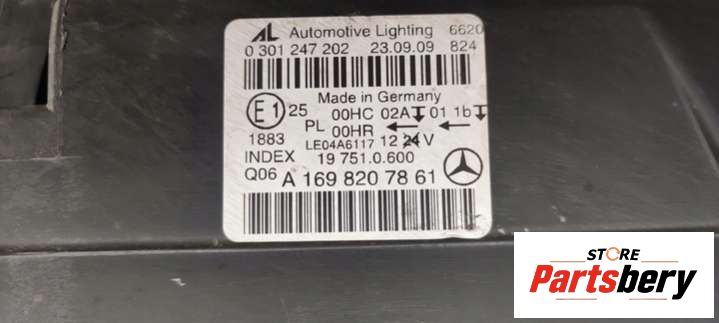 AL Automotive Lighting 6620
0 301 247 202 23.09.09 824
Made in Germany
E1 25 00HC 02A 01 1b
PL 00HR ← ←
1883 LE04A6117 12 24 V
INDEX 19 751.0.600
Q06 A 169 820 78 61
STORE
Partsbery